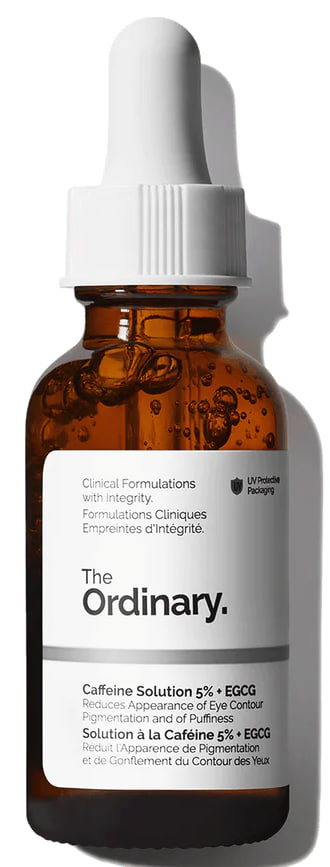 Clinical Formulations
with Integrity.
Formulations Cliniques
Empreintes d'Intégrité.
UV Protective
Packaging
The
Ordinary.
Caffeine Solution 5% + EGCG
Reduces Appearance of Eye Contour
Pigmentation and of Puffiness
Solution à la Caféine 5% + EGCG
Réduit l'Apparence de Pigmentation
et de Gonflement du Contour des Yeux